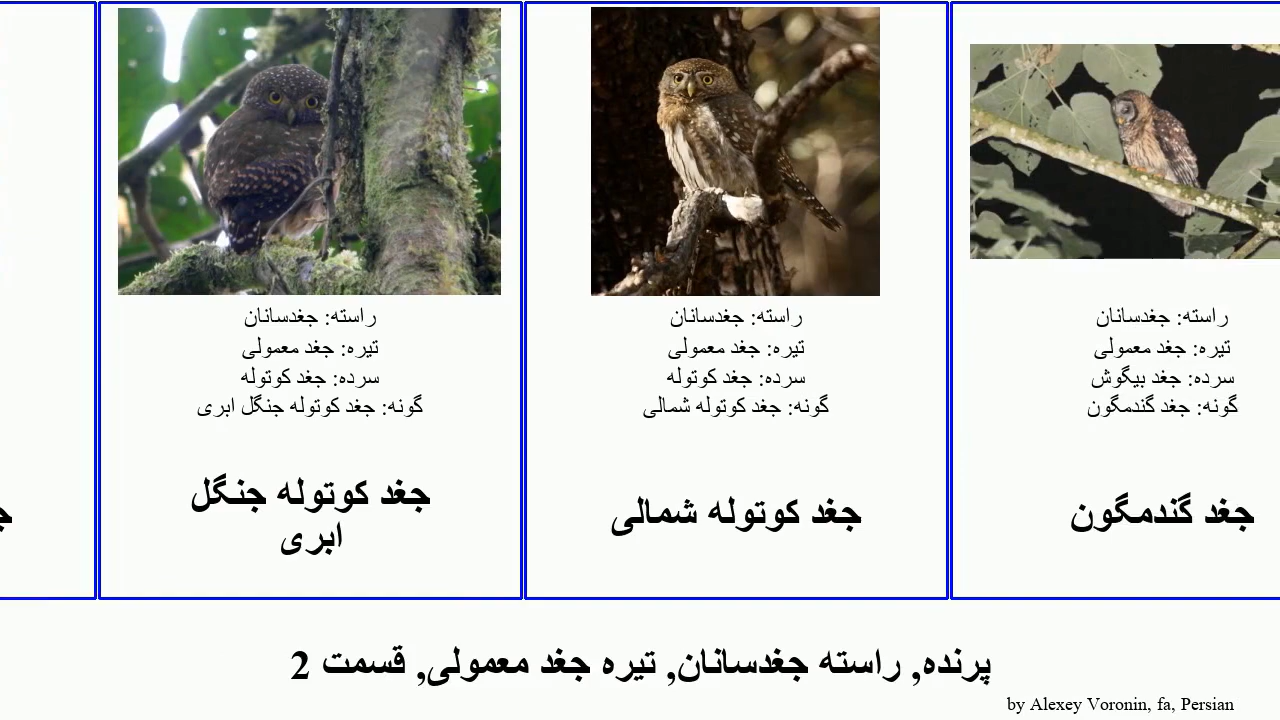 راسته: جغدسانان
تیره: جغد معمولی
سرده: جغد کوتوله
گونه: جغد کوتوله جنگل ابری
جغد کوتوله جنگل
ابری
راسته: جغدسانان
تیره: جغد معمولی
سرده: جغد کوتوله
گونه: جغد کوتوله شمالی
جغد کوتوله شمالی
راسته: جغدسانان
تیره: جغد معمولی
سرده: جغد بیگوش
گونه: جغد گندمگون
جغد گندمگون
پرنده, راسته جغدسانان, تیره جغد معمولی, قسمت 2
by Alexey Voronin, fa, Persian